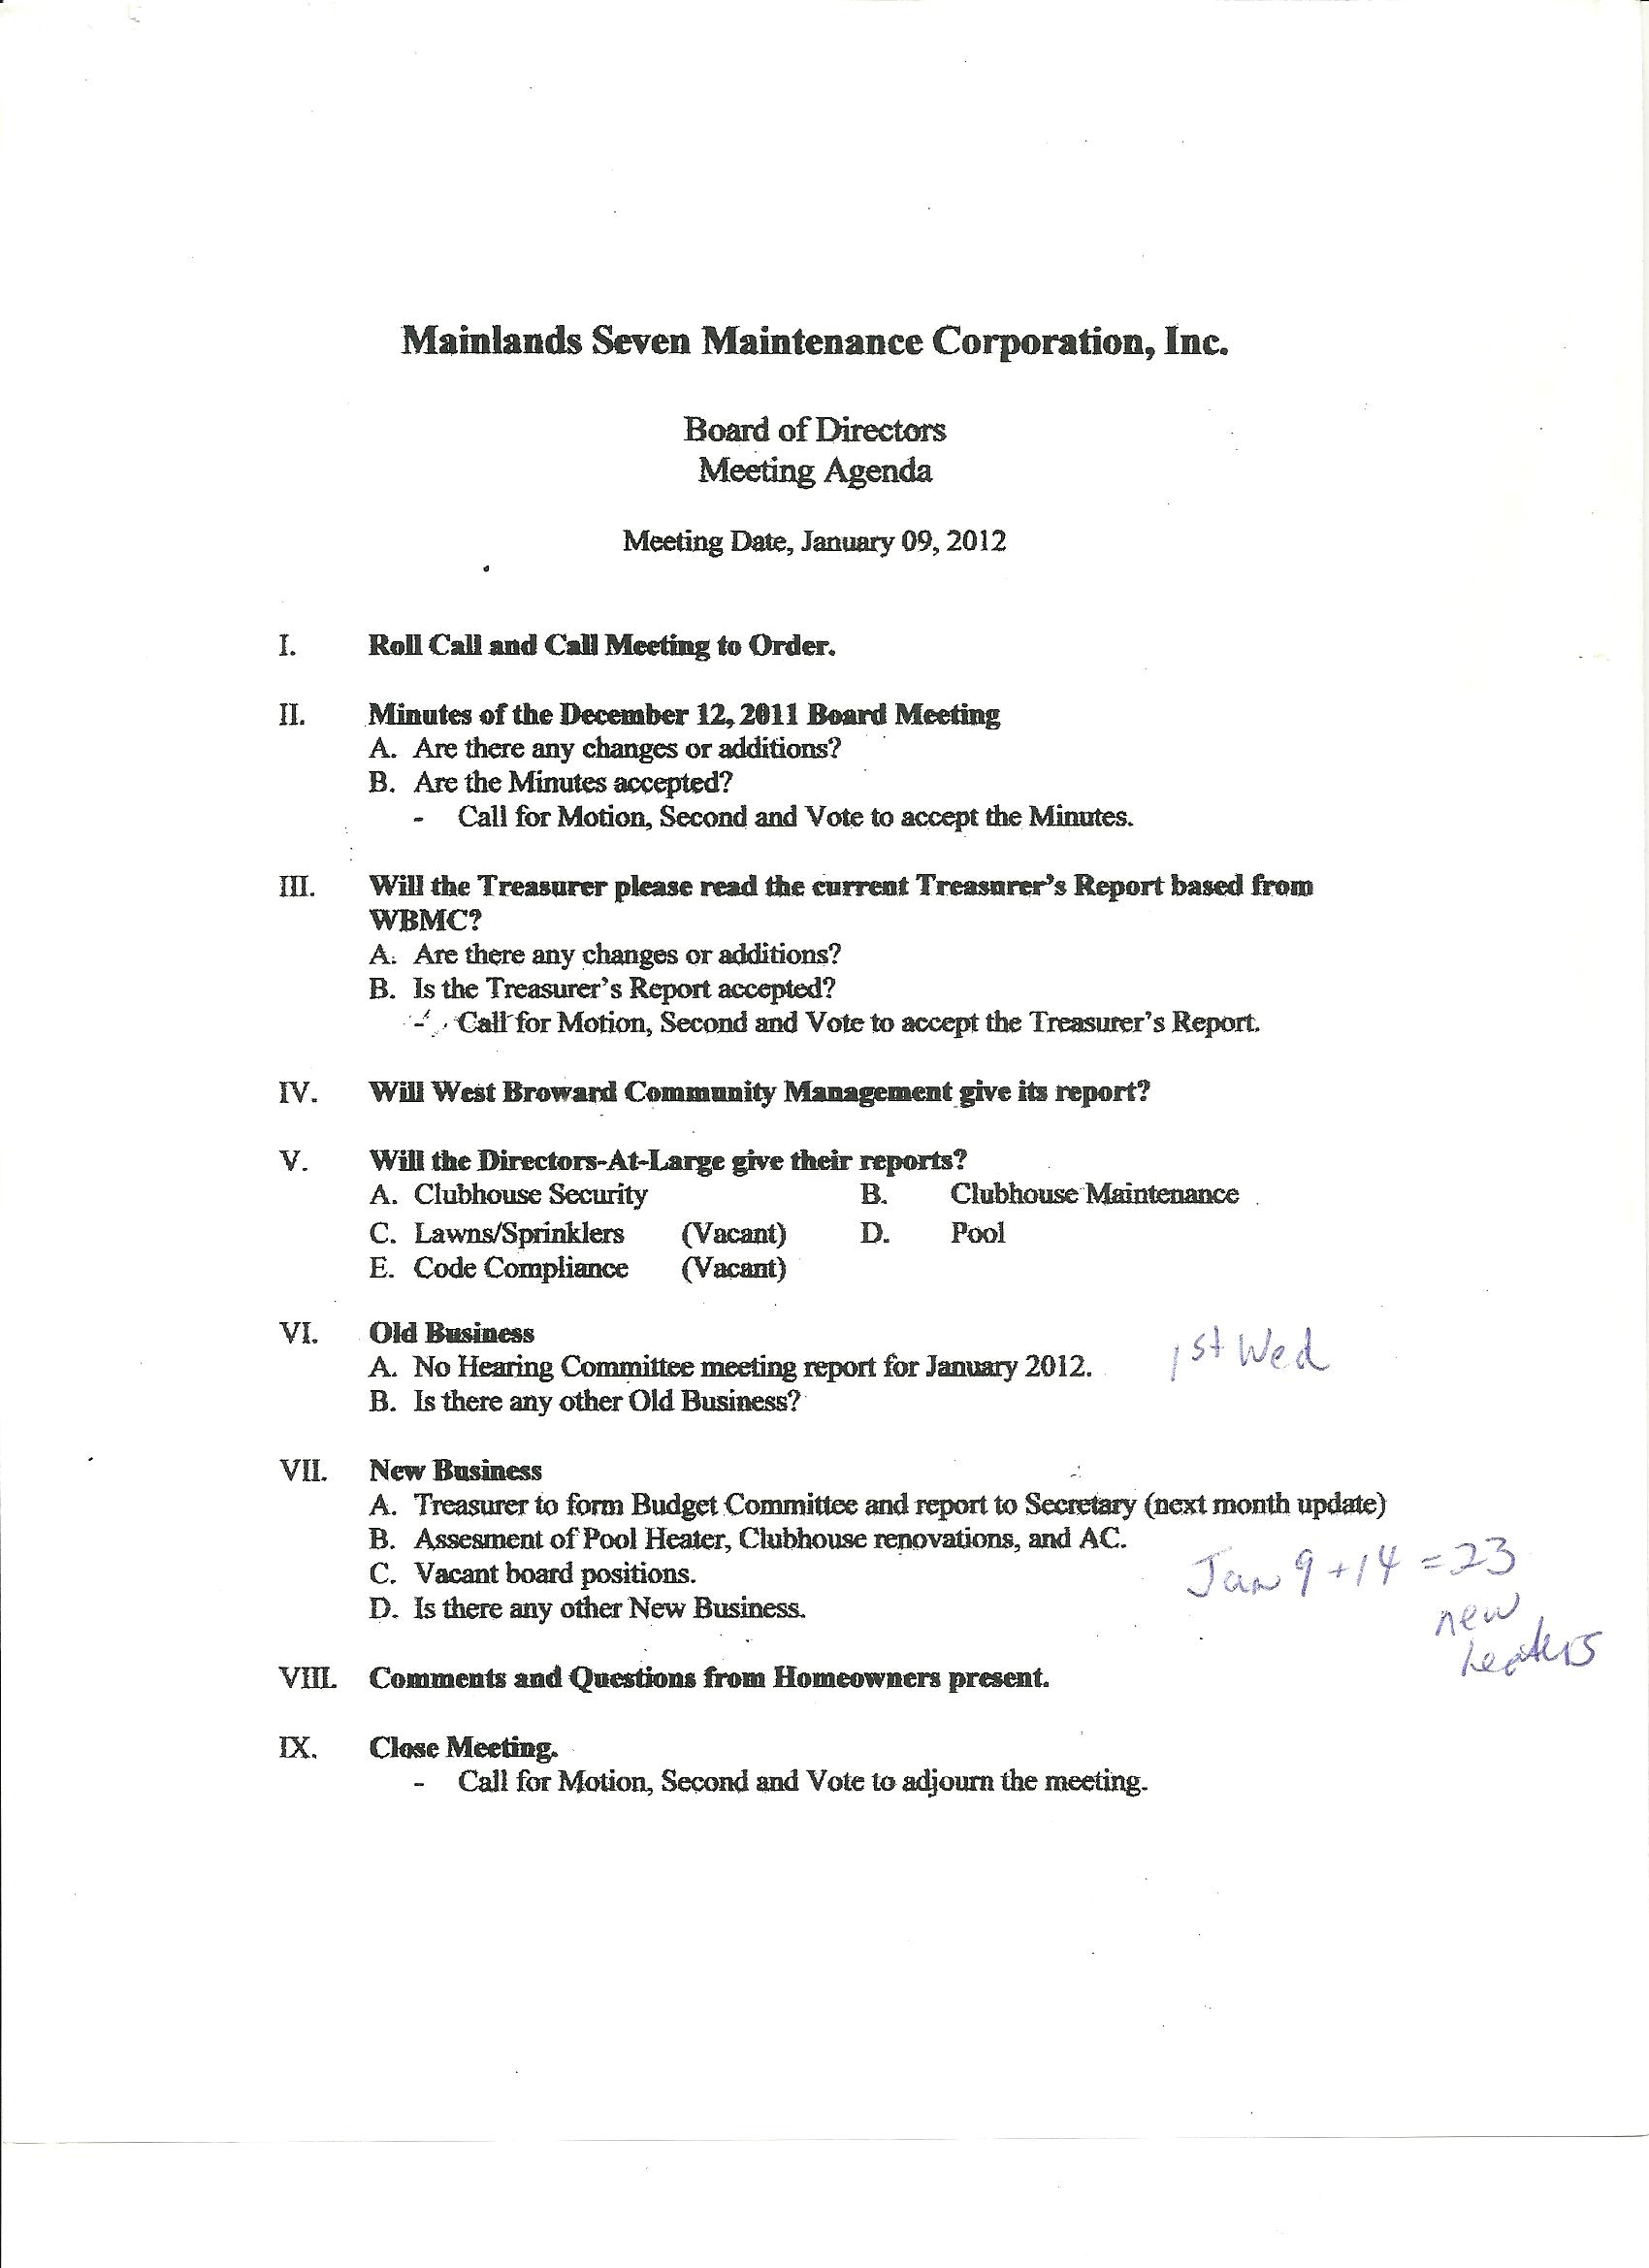 Mainlands Seven Maintenance Corporation, Inc.
Board of Directors
Meeting Agenda
Meeting Date, January 09, 2012
I. Roll Call and Call Meeting to Order.
II. Minutes of the December 12, 2011 Board Meeting
A. Are there any changes or additions?
B. Are the Minutes accepted?
- Call for Motion, Second and Vote to accept the Minutes.
III. Will the Treasurer please read the current Treasurer's Report based from
WBMC?
A. Are there any changes or additions?
B. Is the Treasurer's Report accepted?
- Call for Motion, Second and Vote to accept the Treasurer's Report.
IV. Will West Broward Community Management give its report?
V. Will the Directors-At-Large give their reports?
A. Clubhouse Security B. Clubhouse Maintenance
C. Lawns/Sprinklers (Vacant) D. Pool
E. Code Compliance (Vacant)
VI. Old Business
A. No Hearing Committee meeting report for January 2012. 1st Wed
B. Is there any other Old Business?
VII. New Business
A. Treasurer to form Budget Committee and report to Secretary (next month update)
B. Assesment of Pool Heater, Clubhouse renovations, and AC.
C. Vacant board positions. Jan 9 + 14 = 23
D. Is there any other New Business. new
heaters
VIII. Comments and Questions from Homeowners present.
IX. Close Meeting.
- Call for Motion, Second and Vote to adjourn the meeting.